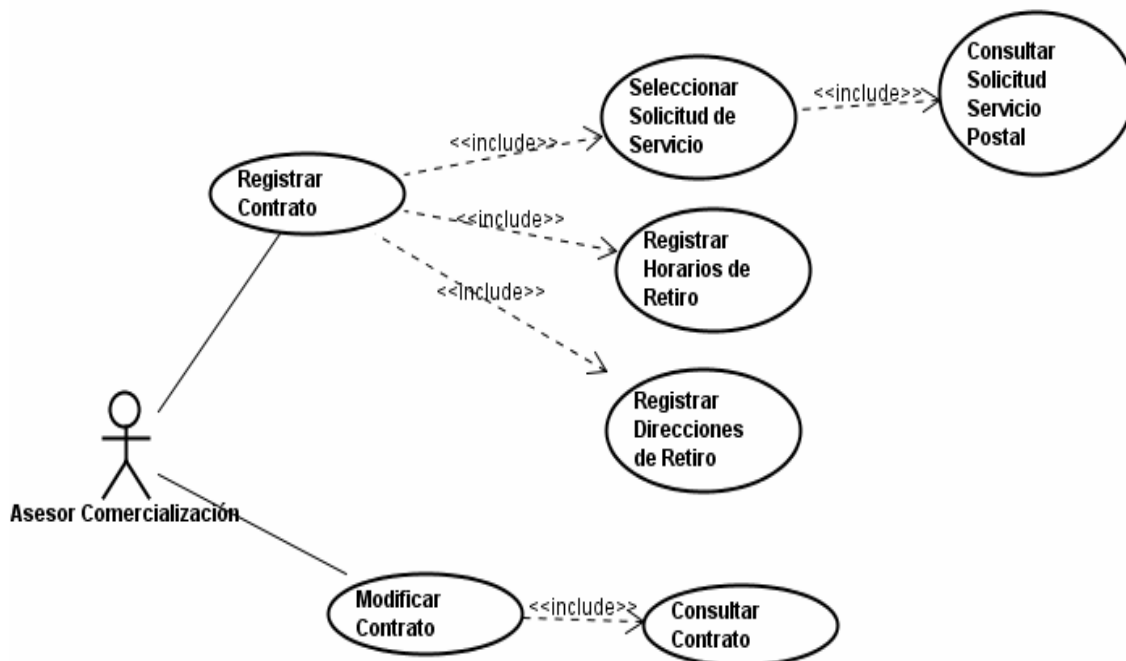 Consultar
Solicitud
Servicio
Postal
Seleccionar
Solicitud de
Servicio
<<include>>
<<include>>
Registrar
Contrato
<<include>>
Registrar
Horarios de
Retiro
<<include>>
Registrar
Direcciones
de Retiro
Asesor Comercialización
Modificar
Contrato
<<include>>
Consultar
Contrato